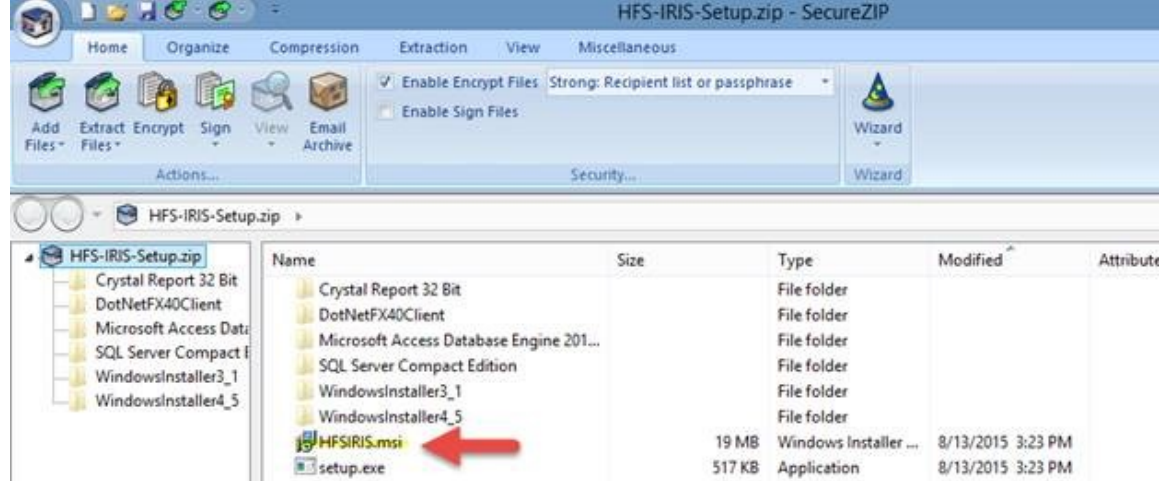 HFS-IRIS-Setup.zip - SecureZIP
Home Organize Compression Extraction View Miscellaneous
Enable Encrypt Files Strong: Recipient list or passphrase
Enable Sign Files
Add Files Extract Files Encrypt Sign View Email Archive Wizard
Actions... Security... Wizard
HFS-IRIS-Setup.zip
HFS-IRIS-Setup.zip
Crystal Report 32 Bit
DotNetFX40Client
Microsoft Access Data
SQL Server Compact E
WindowsInstaller3_1
WindowsInstaller4_5
Name Size Type Modified Attribute
Crystal Report 32 Bit File folder
DotNetFX40Client File folder
Microsoft Access Database Engine 201... File folder
SQL Server Compact Edition File folder
WindowsInstaller3_1 File folder
WindowsInstaller4_5 File folder
HFSIRIS.msi 19 MB Windows Installer ... 8/13/2015 3:23 PM
setup.exe 517 KB Application 8/13/2015 3:23 PM